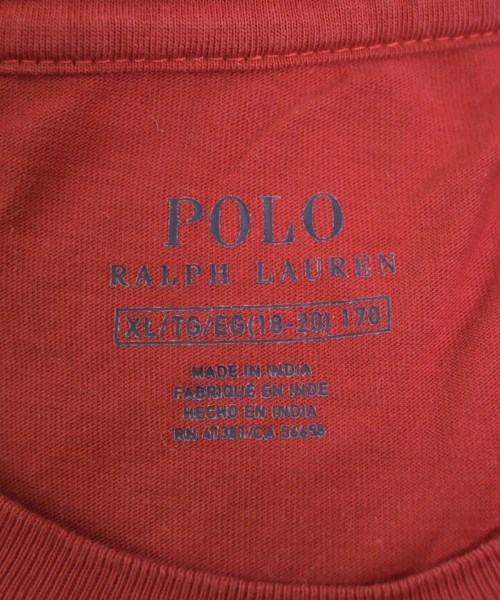 POLO
RALPH LAUREN
XL/TG/EG(18-20) 170
MADE IN INDIA
FABRIQUÉ EN INDE
HECHO EN INDIA
RN 41381/CA 56658